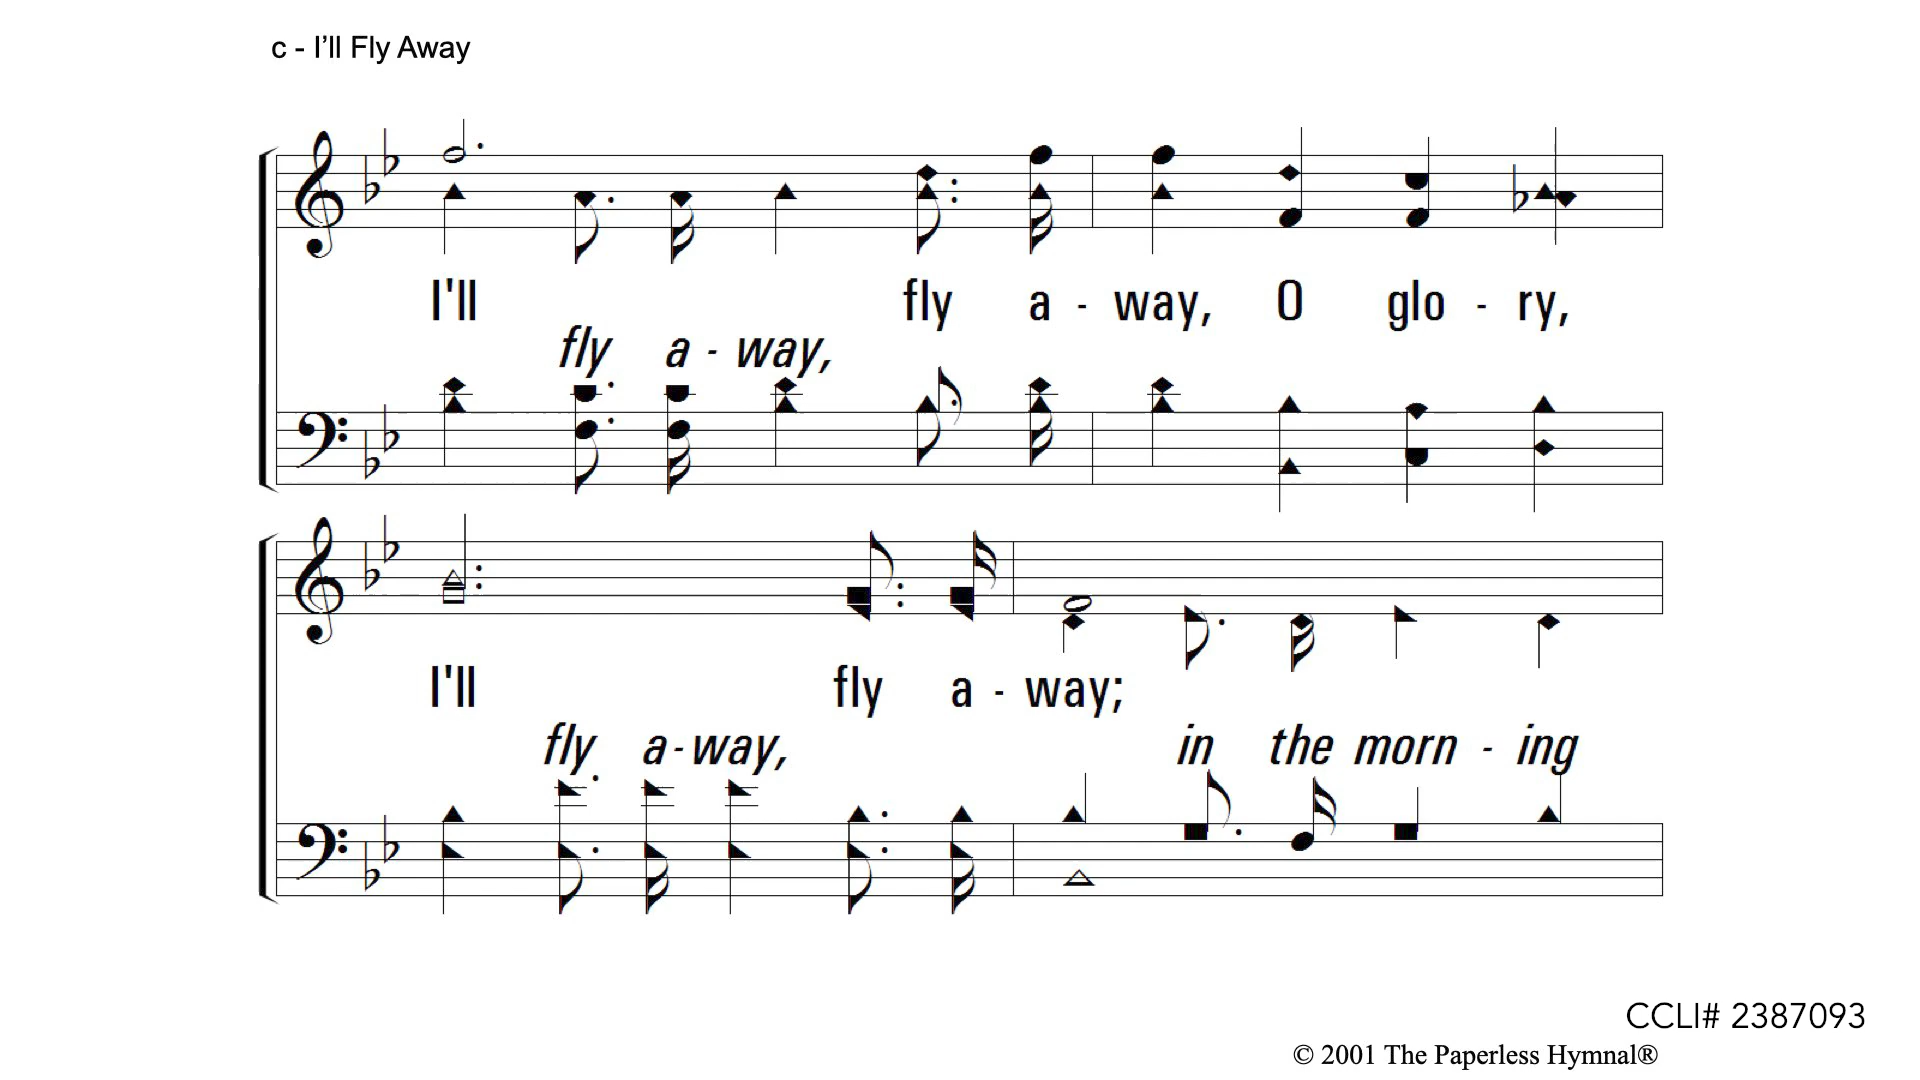 c - I’ll Fly Away
I'll fly a - way, O glo - ry,
fly a - way,
I'll fly a - way;
fly a - way, in the morn - ing
CCLI# 2387093
© 2001 The Paperless Hymnal®